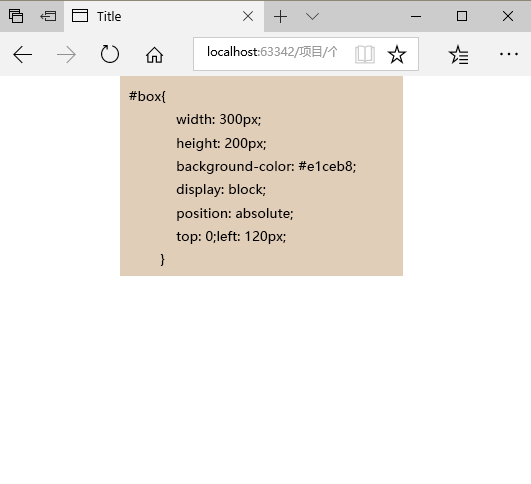 Title
localhost:63342/项目/个
#box{
width: 300px;
height: 200px;
background-color: #e1ceb8;
display: block;
position: absolute;
top: 0;left: 120px;
}